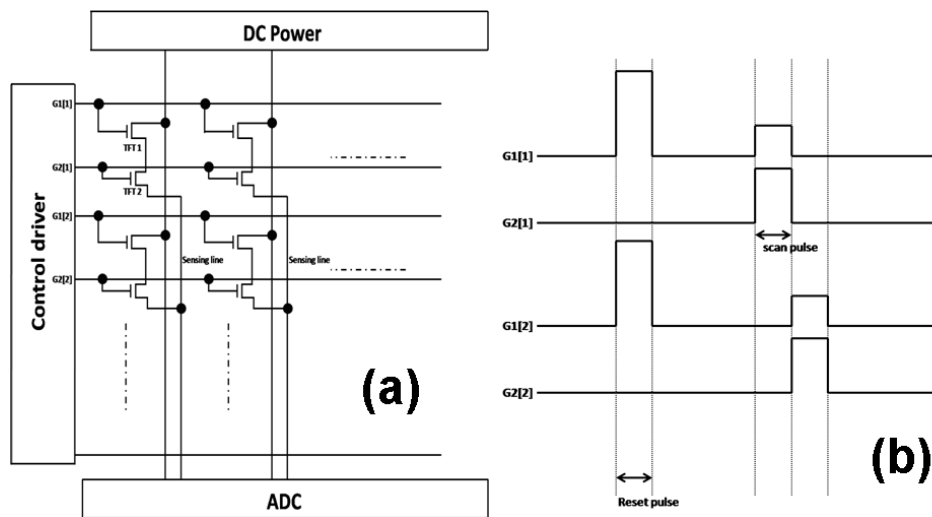 DC Power
Control driver
G1[1]
TFT 1
G2[1]
TFT 2
G1[2]
Sensing line
Sensing line
G2[2]
(a)
ADC
G1[1]
G2[1]
scan pulse
G1[2]
G2[2]
(b)
Reset pulse